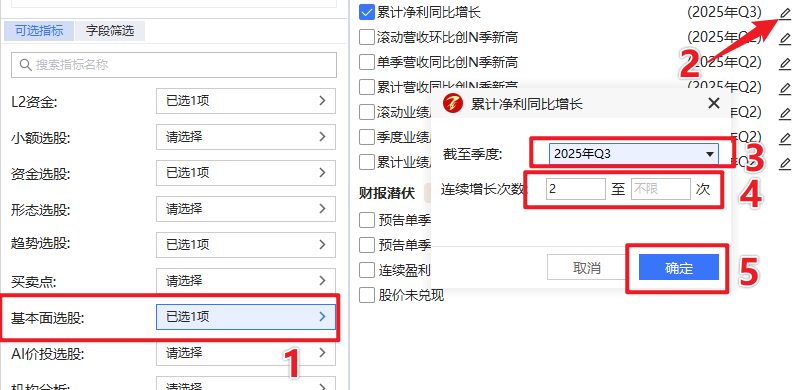 可选指标 字段筛选
搜索指标名称
L2资金: 已选1项
小额选股: 请选择
资金选股: 已选1项
形态选股: 请选择
趋势选股: 已选1项
买卖点: 请选择
基本面选股: 已选1项
1
AI价投选股: 请选择
机构分析: 请选择
累计净利同比增长 (2025年Q3)
2
滚动营收环比创N季新高 (2025年Q2)
单季营收同比创N季新高 (2025年Q2)
累计营收同比创N季新高 (2025年Q2)
滚动业绩 Q2)
季度业绩 Q2)
累计业绩 Q2)
财报潜伏
预告单季
预告单季
连续盈利
股价未兑现
累计净利同比增长
截至季度: 2025年Q3
3
连续增长次数: 2 至 不限 次
4
取消 确定
5